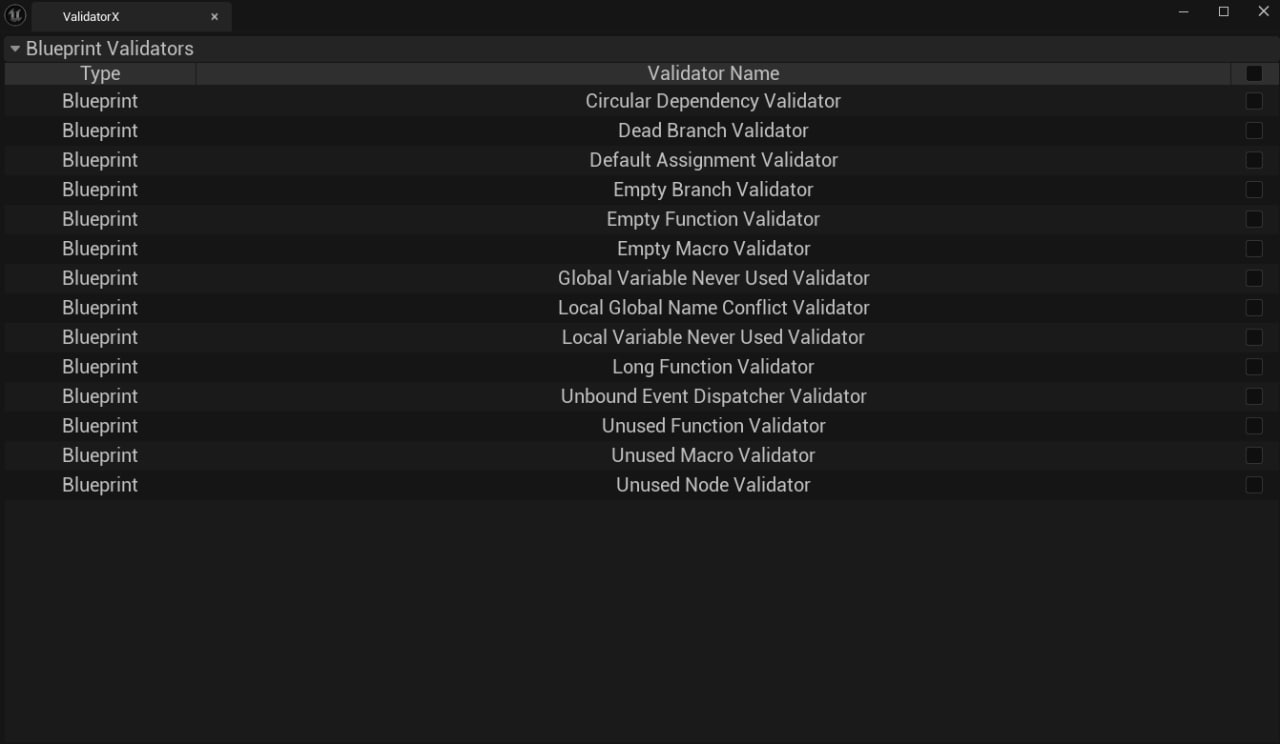 ValidatorX
Blueprint Validators
Type Validator Name
Blueprint Circular Dependency Validator
Blueprint Dead Branch Validator
Blueprint Default Assignment Validator
Blueprint Empty Branch Validator
Blueprint Empty Function Validator
Blueprint Empty Macro Validator
Blueprint Global Variable Never Used Validator
Blueprint Local Global Name Conflict Validator
Blueprint Local Variable Never Used Validator
Blueprint Long Function Validator
Blueprint Unbound Event Dispatcher Validator
Blueprint Unused Function Validator
Blueprint Unused Macro Validator
Blueprint Unused Node Validator